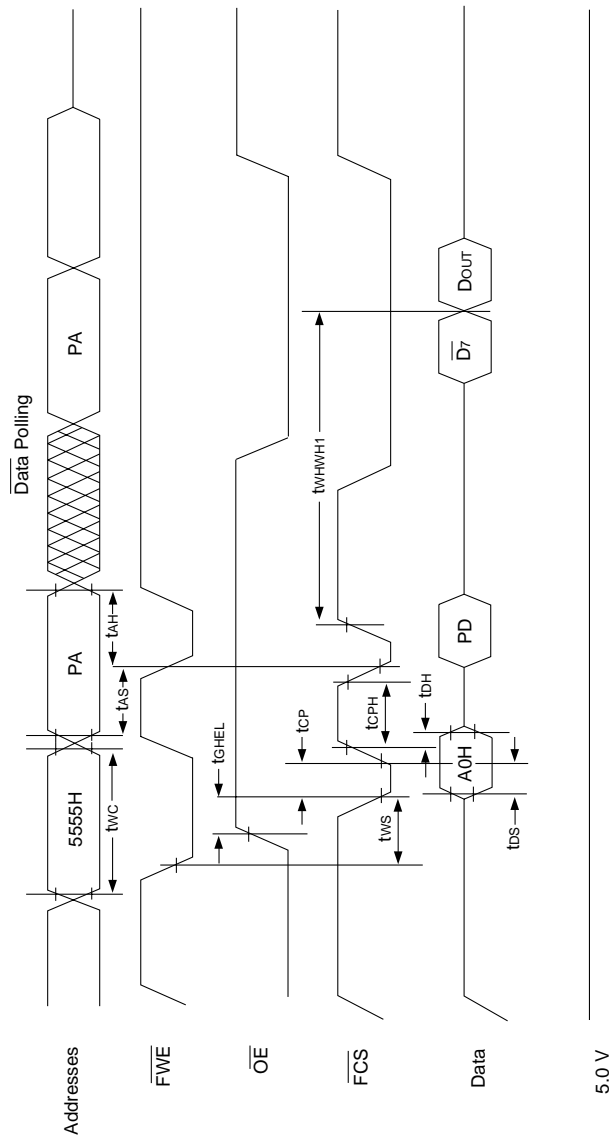 Data Polling
Addresses
5555H
PA
PA
tWC
tAS
tAH
FWE
OE
tGHEL
FCS
tWS
tCP
tCPH
tWHWH1
tDH
Data
A0H
PD
D7
DOUT
tDS
5.0 V